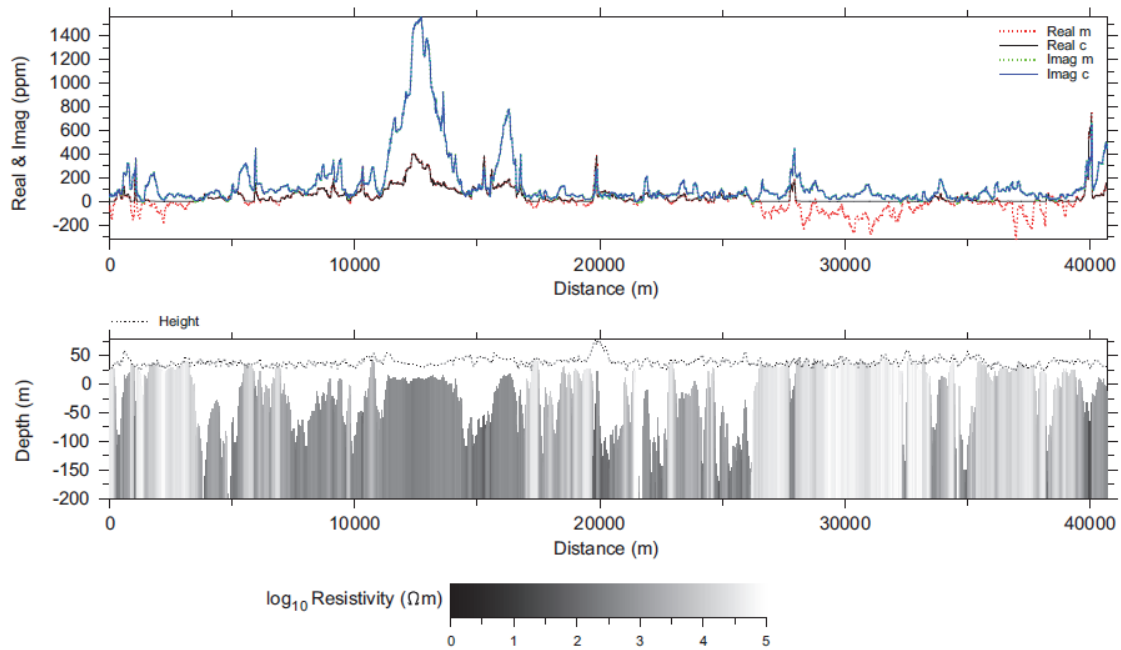 Real & Imag (ppm)
1400
1200
1000
800
600
400
200
0
-200
Real m
Real c
Imag m
Imag c
0 10000 20000 30000 40000
Distance (m)
Height
Depth (m)
50
0
-50
-100
-150
-200
0 10000 20000 30000 40000
Distance (m)
log10 Resistivity (Ωm)
0 1 2 3 4 5